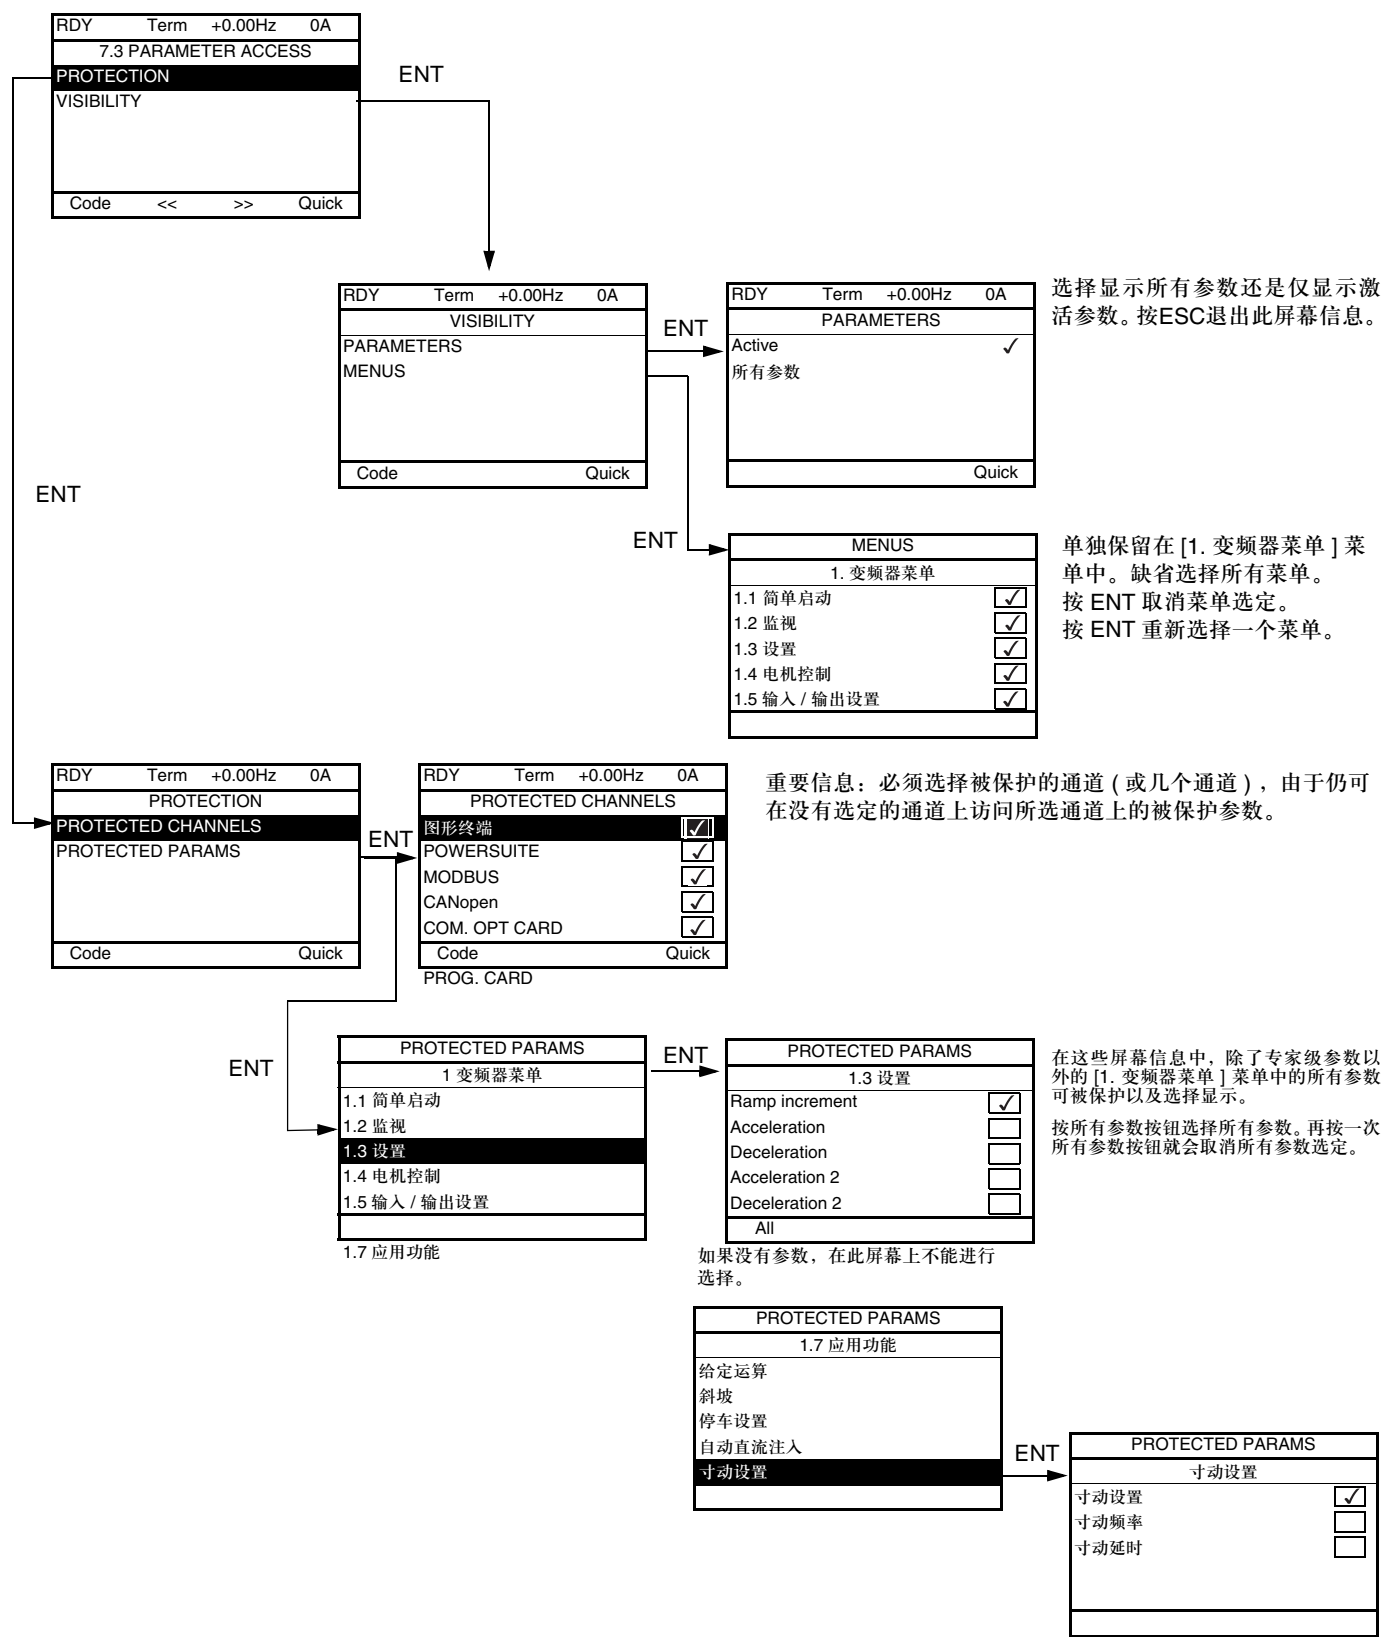 RDY Term +0.00Hz 0A
7.3 PARAMETER ACCESS
PROTECTION
VISIBILITY
Code << >> Quick
ENT
RDY Term +0.00Hz 0A
VISIBILITY
PARAMETERS
MENUS
Code Quick
ENT
RDY Term +0.00Hz 0A
PARAMETERS
Active ✓
所有参数
Quick
选择显示所有参数还是仅显示激
活参数。按ESC退出此屏幕信息。
ENT
ENT
MENUS
1. 变频器菜单
1.1 简单启动 ✓
1.2 监视 ✓
1.3 设置 ✓
1.4 电机控制 ✓
1.5 输入 / 输出设置 ✓
单独保留在 [1. 变频器菜单 ] 菜
单中。缺省选择所有菜单。
按 ENT 取消菜单选定。
按 ENT 重新选择一个菜单。
RDY Term +0.00Hz 0A
PROTECTION
PROTECTED CHANNELS
PROTECTED PARAMS
Code Quick
ENT
RDY Term +0.00Hz 0A
PROTECTED CHANNELS
图形终端 ✓
POWERSUITE ✓
MODBUS ✓
CANopen ✓
COM. OPT CARD ✓
Code Quick
PROG. CARD
重要信息：必须选择被保护的通道 ( 或几个通道 ) ，由于仍可
在没有选定的通道上访问所选通道上的被保护参数。
ENT
PROTECTED PARAMS
1 变频器菜单
1.1 简单启动
1.2 监视
1.3 设置
1.4 电机控制
1.5 输入 / 输出设置
1.7 应用功能
ENT
PROTECTED PARAMS
1.3 设置
Ramp increment ✓
Acceleration
Deceleration
Acceleration 2
Deceleration 2
All
如果没有参数，在此屏幕上不能进行
选择。
在这些屏幕信息中，除了专家级参数以
外的 [1. 变频器菜单 ] 菜单中的所有参数
可被保护以及选择显示。
按所有参数按钮选择所有参数。再按一次
所有参数按钮就会取消所有参数选定。
PROTECTED PARAMS
1.7 应用功能
给定运算
斜坡
停车设置
自动直流注入
寸动设置
ENT
PROTECTED PARAMS
寸动设置
寸动设置 ✓
寸动频率
寸动延时